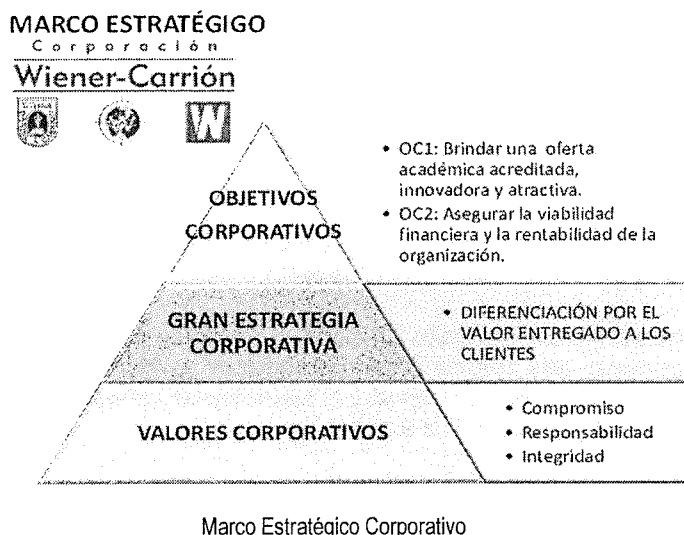 MARCO ESTRATÉGIGO
Corporación
Wiener-Carrión
W
OBJETIVOS
CORPORATIVOS
• OC1: Brindar una oferta
académica acreditada,
innovadora y atractiva.
• OC2: Asegurar la viabilidad
financiera y la rentabilidad de la
organización.
GRAN ESTRATEGIA
CORPORATIVA
• DIFERENCIACIÓN POR EL
VALOR ENTREGADO A LOS
CLIENTES
VALORES CORPORATIVOS
• Compromiso
• Responsabilidad
• Integridad
Marco Estratégico Corporativo